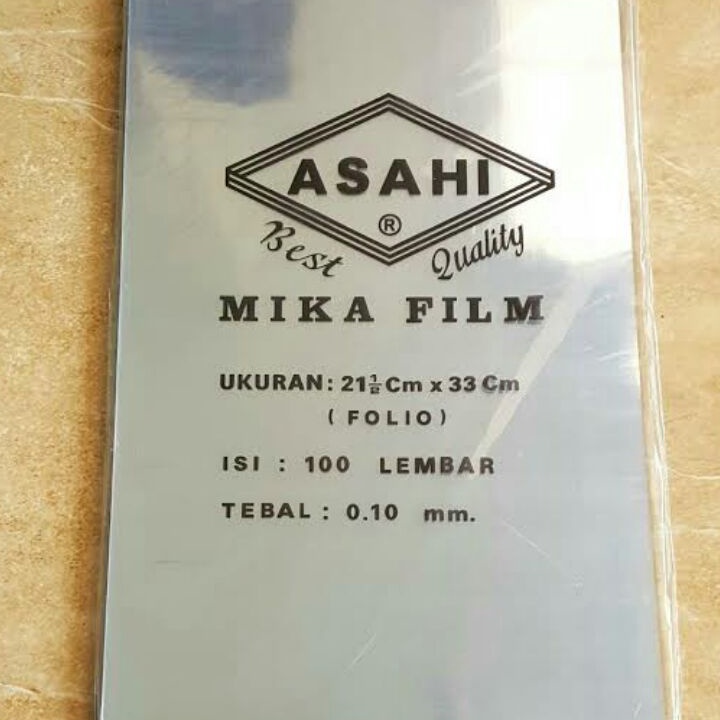 ASAHI
®
Best Quality
MIKA FILM
UKURAN: 21½ Cm x 33 Cm
( FOLIO )
ISI : 100 LEMBAR
TEBAL : 0.10 mm.